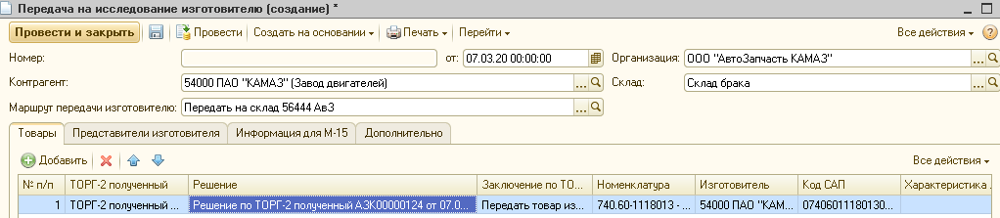 Передача на исследование изготовителю (создание) *
Провести и закрыть Провести Создать на основании Печать Перейти Все действия
Номер: от: 07.03.20 00:00:00 Организация: ООО "АвтоЗапчасть КАМАЗ"
Контрагент: 54000 ПАО "КАМАЗ" (Завод двигателей) Склад: Склад брака
Маршрут передачи изготовителю: Передать на склад 56444 АвЗ
Товары Представители изготовителя Информация для М-15 Дополнительно
Добавить Все действия
№ п/п ТОРГ-2 полученный Решение Заключение по ТО... Номенклатура Изготовитель Код САП Характеристика
1 ТОРГ-2 полученный ... Решение по ТОРГ-2 полученный АЗК00000124 от 07.0... Передать товар из... 740.60-1118013 - ... 54000 ПАО "КАМ... 07406011180130...